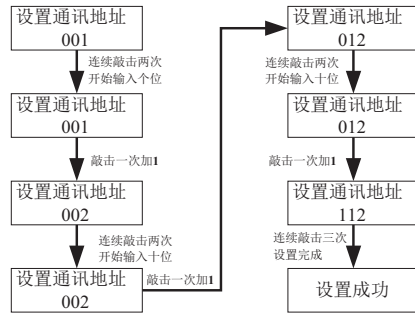 设置通讯地址
001
连续敲击两次
开始输入个位
设置通讯地址
001
敲击一次加1
设置通讯地址
002
连续敲击两次
开始输入十位
设置通讯地址
002
敲击一次加1
设置通讯地址
012
连续敲击两次
开始输入十位
设置通讯地址
012
敲击一次加1
设置通讯地址
112
连续敲击三次
设置完成
设置成功